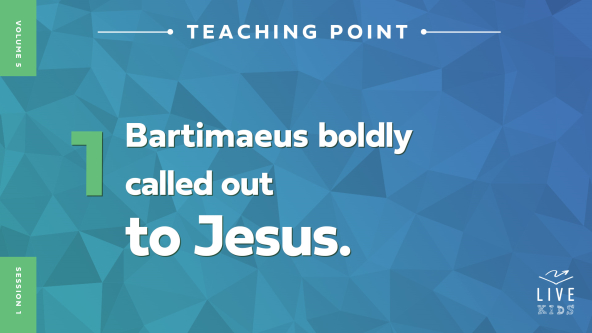 VOLUME 5
TEACHING POINT
1
Bartimaeus boldly
called out
to Jesus.
SESSION 1
LIVE
KIDS